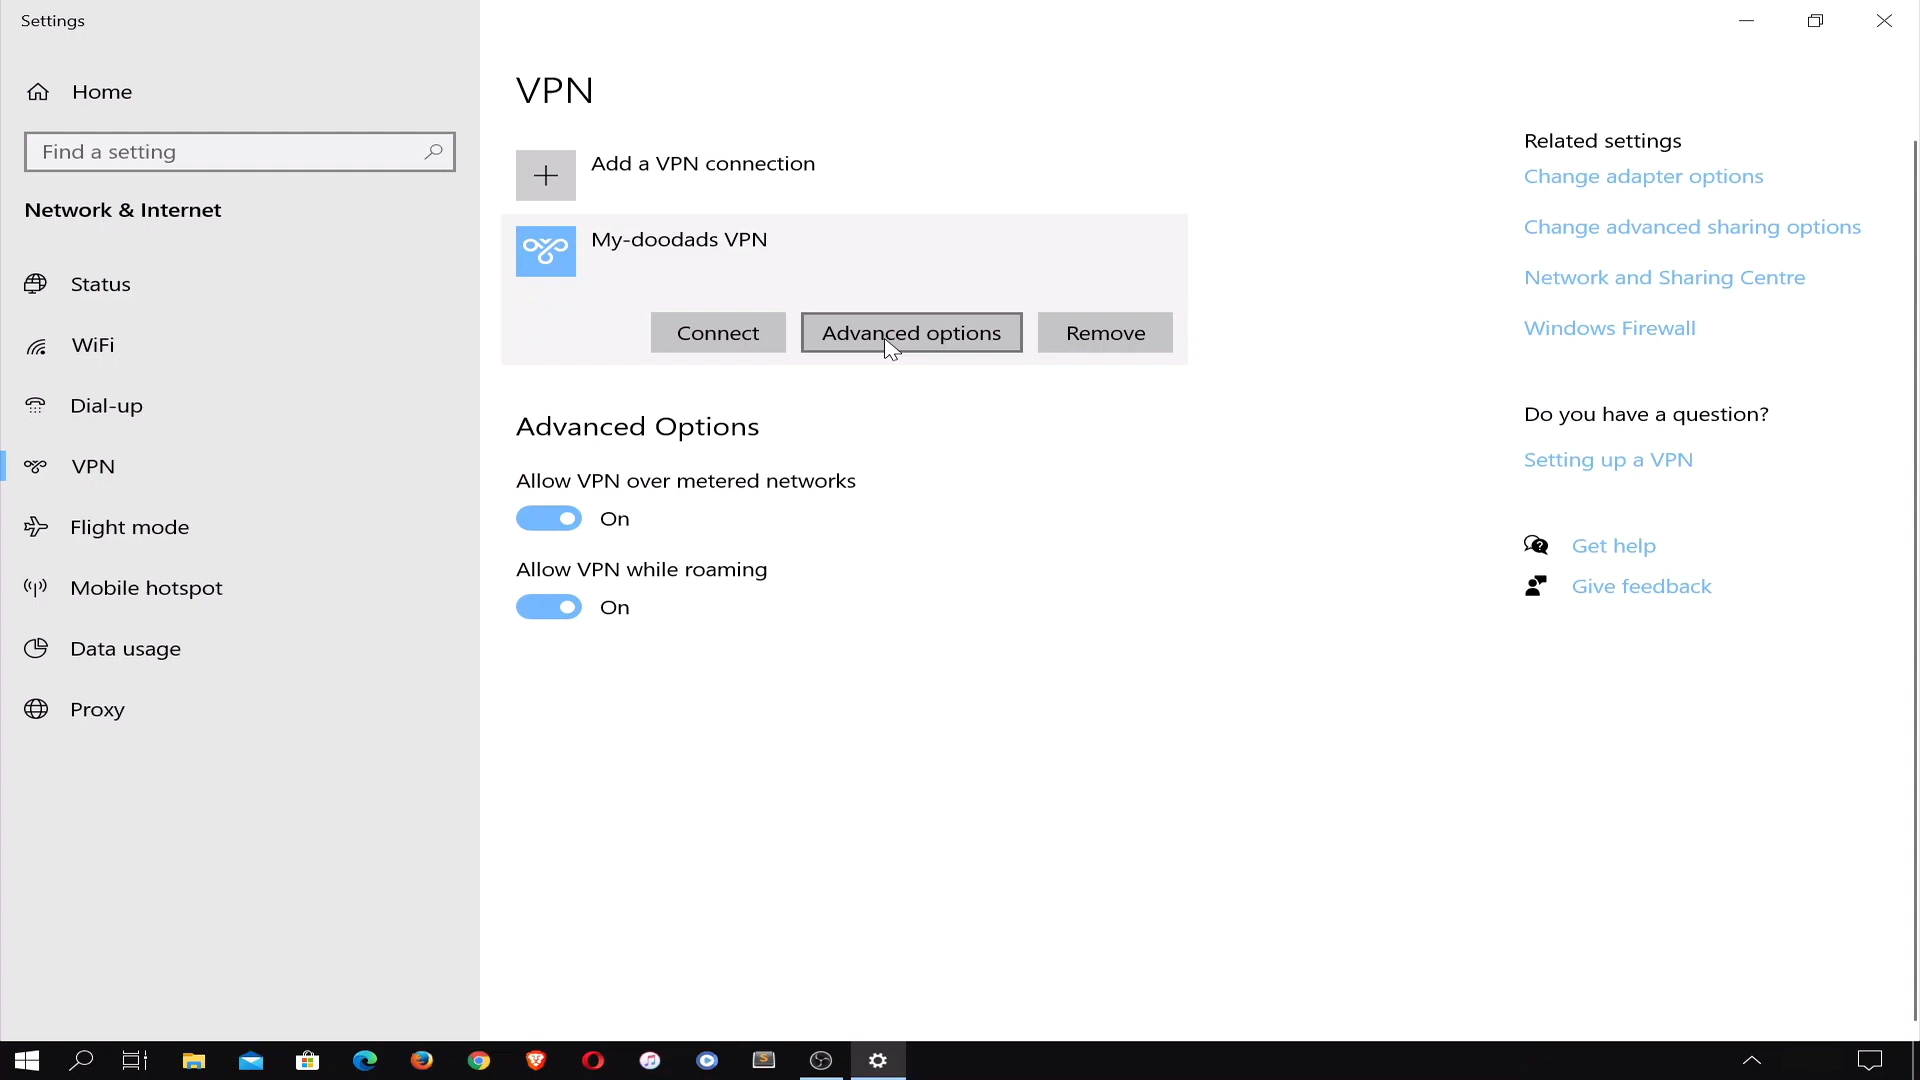 Settings
Home
Find a setting
Network & Internet
Status
WiFi
Dial-up
VPN
Flight mode
Mobile hotspot
Data usage
Proxy
VPN
Add a VPN connection
My-doodads VPN
Connect
Advanced options
Remove
Advanced Options
Allow VPN over metered networks
On
Allow VPN while roaming
On
Related settings
Change adapter options
Change advanced sharing options
Network and Sharing Centre
Windows Firewall
Do you have a question?
Setting up a VPN
Get help
Give feedback